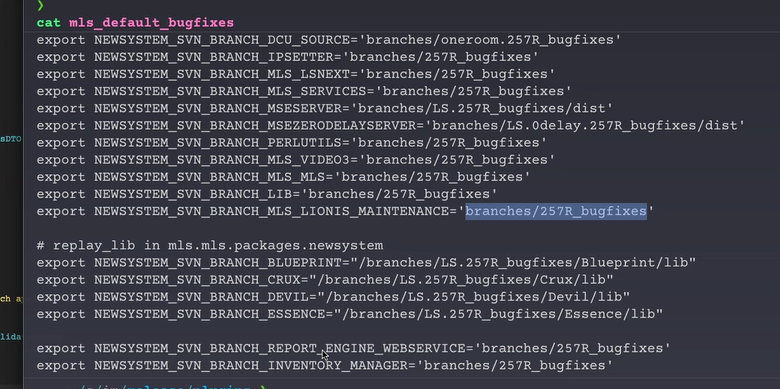 ❯
cat mls_default_bugfixes
export NEWSYSTEM_SVN_BRANCH_DCU_SOURCE='branches/oneroom.257R_bugfixes'
export NEWSYSTEM_SVN_BRANCH_IPSETTER='branches/257R_bugfixes'
export NEWSYSTEM_SVN_BRANCH_MLS_LSNEXT='branches/257R_bugfixes'
export NEWSYSTEM_SVN_BRANCH_MLS_SERVICES='branches/257R_bugfixes'
export NEWSYSTEM_SVN_BRANCH_MSESERVER='branches/LS.257R_bugfixes/dist'
export NEWSYSTEM_SVN_BRANCH_MSEZERODELAYSERVER='branches/LS.0delay.257R_bugfixes/dist'
export NEWSYSTEM_SVN_BRANCH_PERLUTILS='branches/257R_bugfixes'
export NEWSYSTEM_SVN_BRANCH_MLS_VIDEO3='branches/257R_bugfixes'
export NEWSYSTEM_SVN_BRANCH_MLS_MLS='branches/257R_bugfixes'
export NEWSYSTEM_SVN_BRANCH_LIB='branches/257R_bugfixes'
export NEWSYSTEM_SVN_BRANCH_MLS_LIONIS_MAINTENANCE='branches/257R_bugfixes'
# replay_lib in mls.mls.packages.newsystem
export NEWSYSTEM_SVN_BRANCH_BLUEPRINT="/branches/LS.257R_bugfixes/Blueprint/lib"
export NEWSYSTEM_SVN_BRANCH_CRUX="/branches/LS.257R_bugfixes/Crux/lib"
export NEWSYSTEM_SVN_BRANCH_DEVIL="/branches/LS.257R_bugfixes/Devil/lib"
export NEWSYSTEM_SVN_BRANCH_ESSENCE="/branches/LS.257R_bugfixes/Essence/lib"
export NEWSYSTEM_SVN_BRANCH_REPORT_ENGINE_WEBSERVICE='branches/257R_bugfixes'
export NEWSYSTEM_SVN_BRANCH_INVENTORY_MANAGER='branches/257R_bugfixes'
sDTO
ch
lida